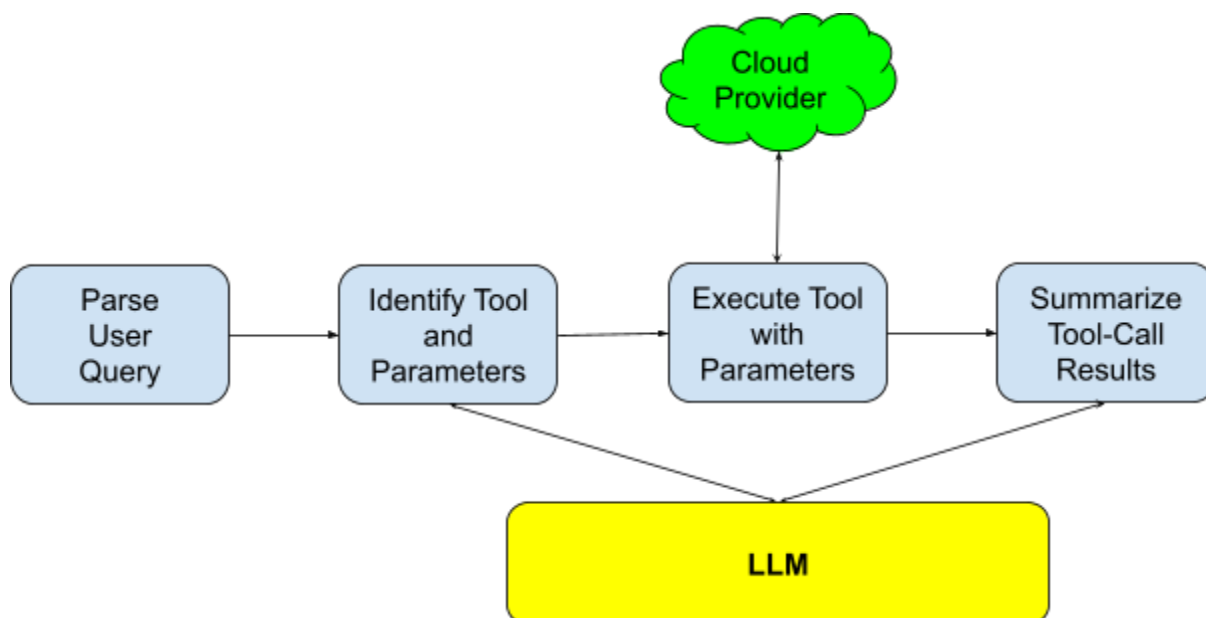 Cloud
Provider
Parse
User
Query
Identify Tool
and
Parameters
Execute Tool
with
Parameters
Summarize
Tool-Call
Results
LLM